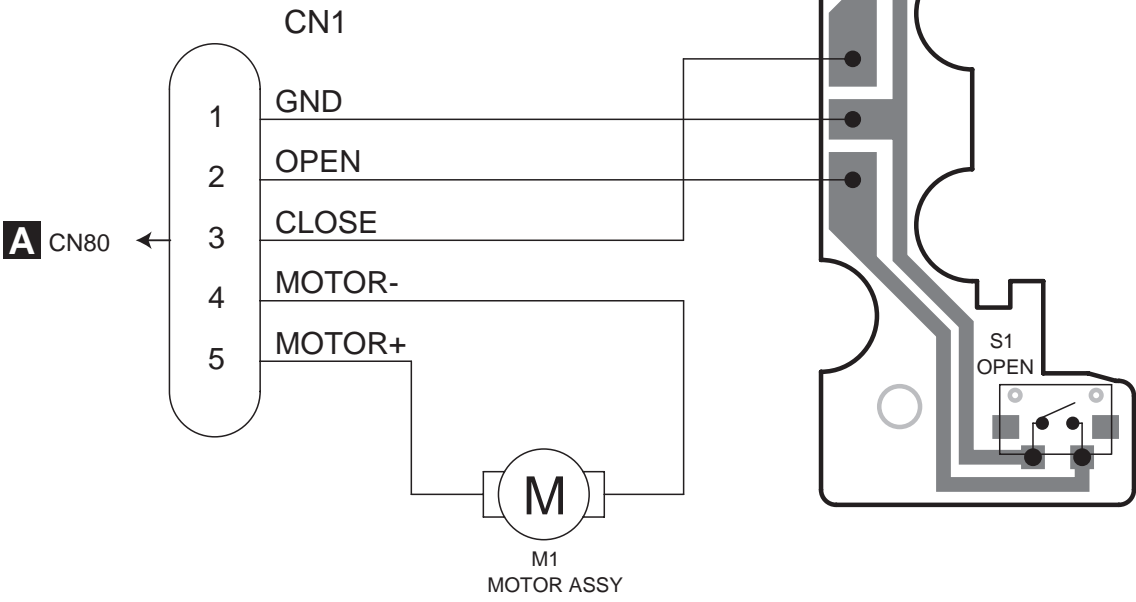 CN1
1 GND
2 OPEN
3 CLOSE
A CN80
4 MOTOR-
5 MOTOR+
S1
OPEN
M
M1
MOTOR ASSY